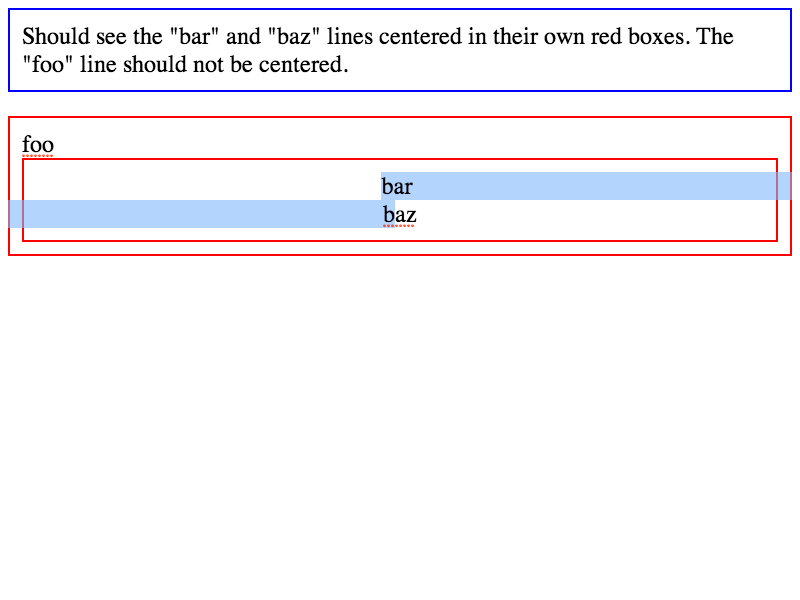 Should see the "bar" and "baz" lines centered in their own red boxes. The
"foo" line should not be centered.
foo
bar
baz